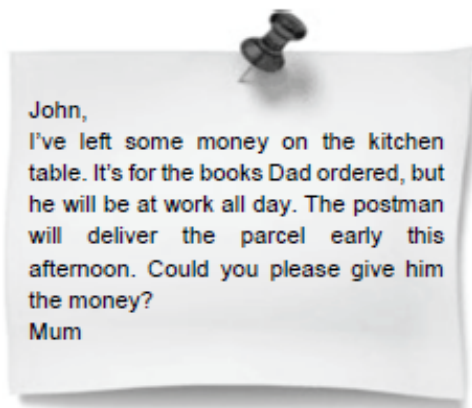 John,
I've left some money on the kitchen
table. It's for the books Dad ordered, but
he will be at work all day. The postman
will deliver the parcel early this
afternoon. Could you please give him
the money?
Mum